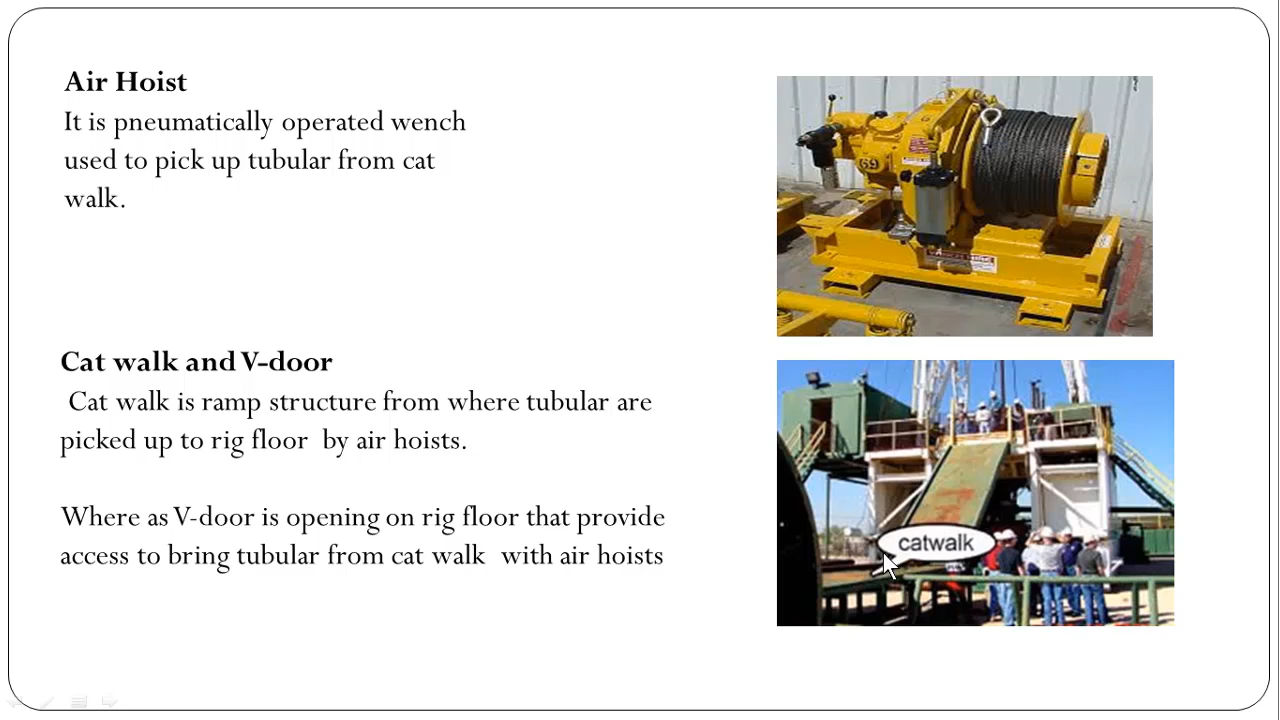 Air Hoist
It is pneumatically operated wench
used to pick up tubular from cat
walk.
Cat walk and V-door
Cat walk is ramp structure from where tubular are
picked up to rig floor by air hoists.
Where as V-door is opening on rig floor that provide
access to bring tubular from cat walk with air hoists
catwalk